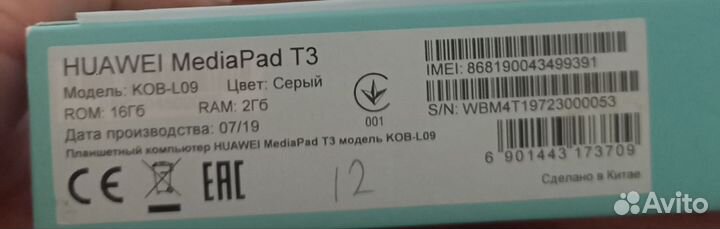 HUAWEI MediaPad T3
Модель: KOB-L09 Цвет: Серый
ROM: 16Гб RAM: 2Гб
Дата производства: 07/19
Планшетный компьютер HUAWEI MediaPad T3 модель KOB-L09
CE EAC
12
001
IMEI: 868190043499391
S/N: WBM4T19723000053
6 901443 173709
Сделано в Китае
Avito